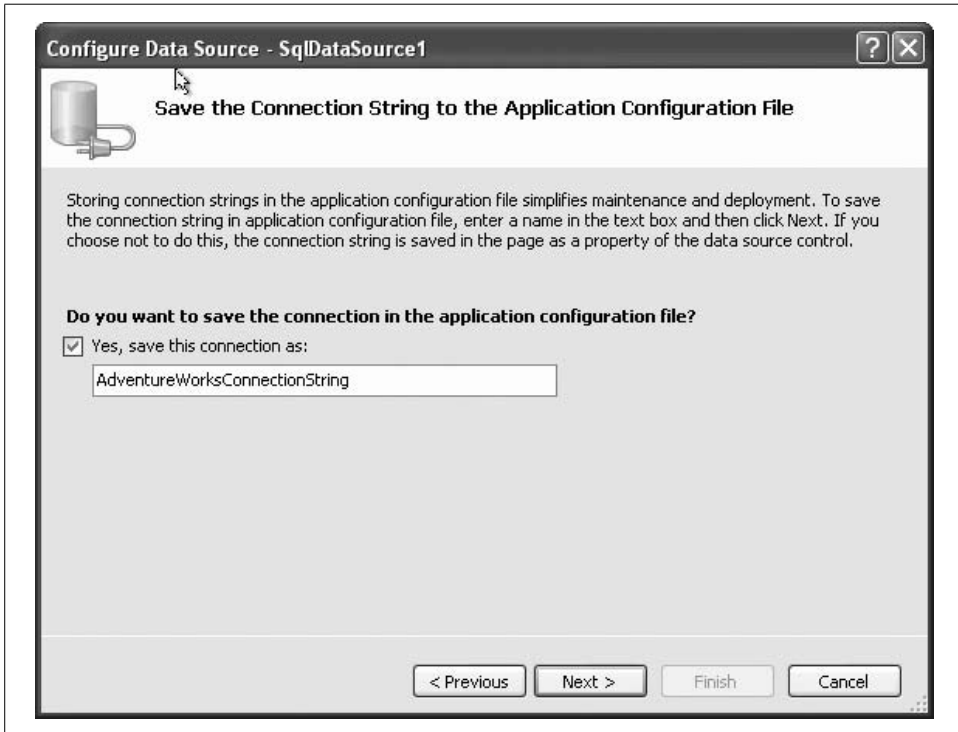 Configure Data Source - SqlDataSource1
Save the Connection String to the Application Configuration File
Storing connection strings in the application configuration file simplifies maintenance and deployment. To save
the connection string in application configuration file, enter a name in the text box and then click Next. If you
choose not to do this, the connection string is saved in the page as a property of the data source control.
Do you want to save the connection in the application configuration file?
Yes, save this connection as:
AdventureWorksConnectionString
< Previous
Next >
Finish
Cancel